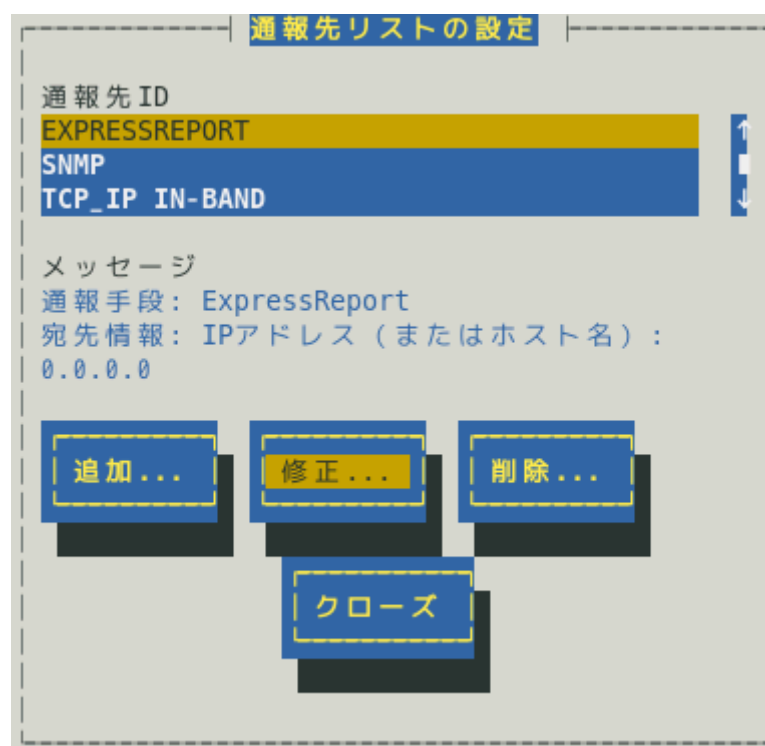 通報先リストの設定
通報先ID
EXPRESSREPORT
SNMP
TCP_IP IN-BAND
メッセージ
通報手段: ExpressReport
宛先情報: IPアドレス(またはホスト名):
0.0.0.0
追加... 修正... 削除...
クローズ